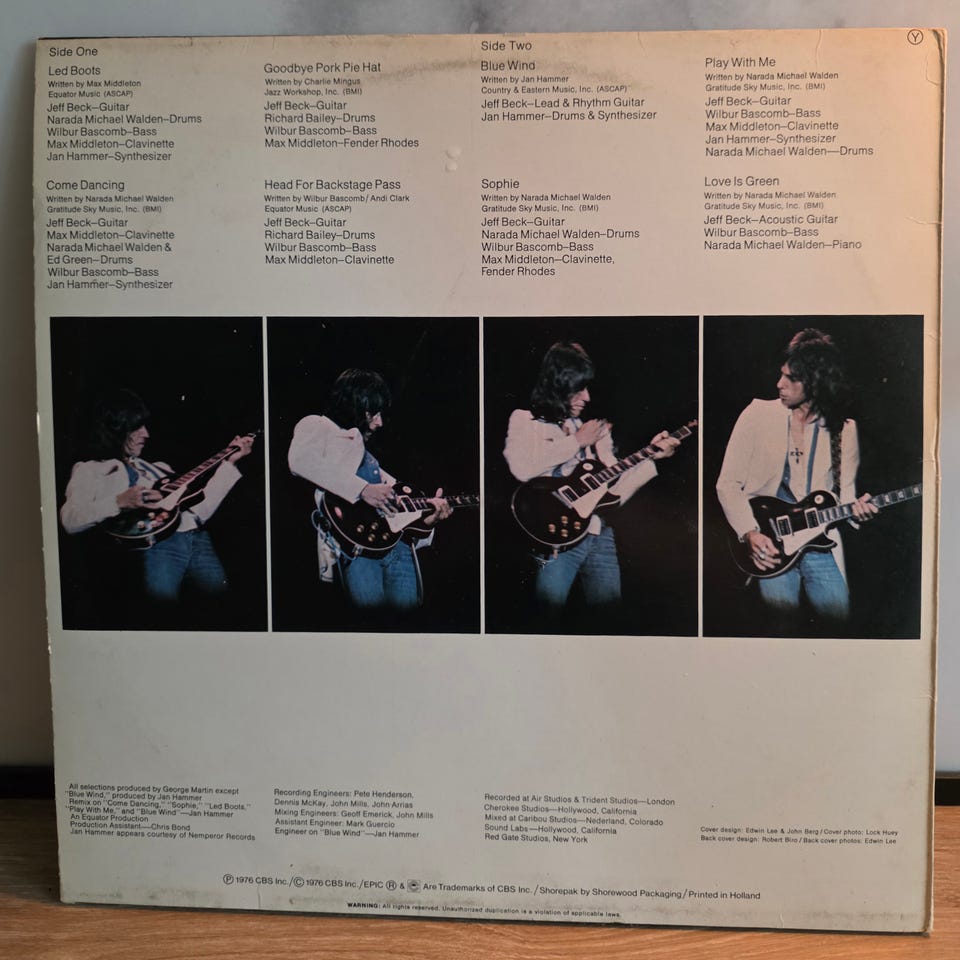 Side One
Led Boots
Written by Max Middleton
Equator Music (ASCAP)
Jeff Beck—Guitar
Narada Michael Walden—Drums
Wilbur Bascomb—Bass
Max Middleton—Clavinette
Jan Hammer—Synthesizer
Come Dancing
Written by Narada Michael Walden
Gratitude Sky Music, Inc. (BMI)
Jeff Beck—Guitar
Max Middleton—Clavinette
Narada Michael Walden &
Ed Green—Drums
Wilbur Bascomb—Bass
Jan Hammer—Synthesizer
Goodbye Pork Pie Hat
Written by Charlie Mingus
Jazz Workshop, Inc. (BMI)
Jeff Beck—Guitar
Richard Bailey—Drums
Wilbur Bascomb—Bass
Max Middleton—Fender Rhodes
Head For Backstage Pass
Written by Wilbur Bascomb/Andi Clark
Equator Music (ASCAP)
Jeff Beck—Guitar
Richard Bailey—Drums
Wilbur Bascomb—Bass
Max Middleton—Clavinette
Side Two
Blue Wind
Written by Jan Hammer
Country & Eastern Music, Inc. (ASCAP)
Jeff Beck—Lead & Rhythm Guitar
Jan Hammer—Drums & Synthesizer
Sophie
Written by Narada Michael Walden
Gratitude Sky Music, Inc. (BMI)
Jeff Beck—Guitar
Narada Michael Walden—Drums
Wilbur Bascomb—Bass
Max Middleton—Clavinette,
Fender Rhodes
Y
Play With Me
Written by Narada Michael Walden
Gratitude Sky Music, Inc. (BMI)
Jeff Beck—Guitar
Wilbur Bascomb—Bass
Max Middleton—Clavinette
Jan Hammer—Synthesizer
Narada Michael Walden—Drums
Love Is Green
Written by Narada Michael Walden
Gratitude Sky Music, Inc. (BMI)
Jeff Beck—Acoustic Guitar
Wilbur Bascomb—Bass
Narada Michael Walden—Piano
All selections produced by George Martin except
"Blue Wind," produced by Jan Hammer
Remix on "Come Dancing," "Sophie," "Led Boots,"
"Play With Me," and "Blue Wind"—Jan Hammer
An Equator Production
Production Assistant—Chris Bond
Jan Hammer appears courtesy of Nemperor Records
Recording Engineers: Pete Henderson,
Dennis McKay, John Mills, John Arrias
Mixing Engineers: Geoff Emerick, John Mills
Assistant Engineer: Mark Guercio
Engineer on "Blue Wind"—Jan Hammer
Recorded at Air Studios & Trident Studios—London
Cherokee Studios—Hollywood, California
Mixed at Caribou Studios—Nederland, Colorado
Sound Labs—Hollywood, California
Red Gate Studios, New York
Cover design: Edwin Lee & John Berg/Cover photo: Lock Huey
Back cover design: Robert Biro/Back cover photos: Edwin Lee
Ⓟ 1976 CBS Inc./Ⓒ 1976 CBS Inc./EPIC Ⓡ & e Are Trademarks of CBS Inc./Shorepak by Shorewood Packaging/Printed in Holland
WARNING: All rights reserved. Unauthorized duplication is a violation of applicable laws.